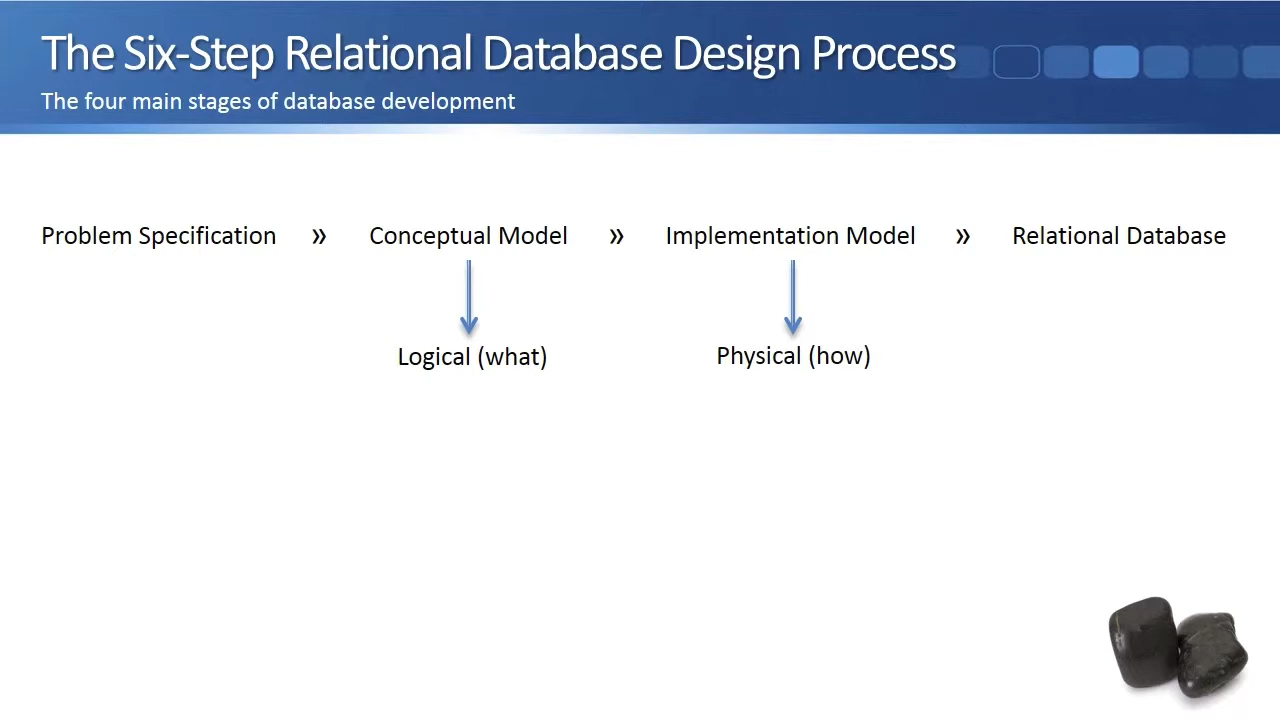 The Six-Step Relational Database Design Process
The four main stages of database development
Problem Specification » Conceptual Model » Implementation Model » Relational Database
Logical (what) Physical (how)